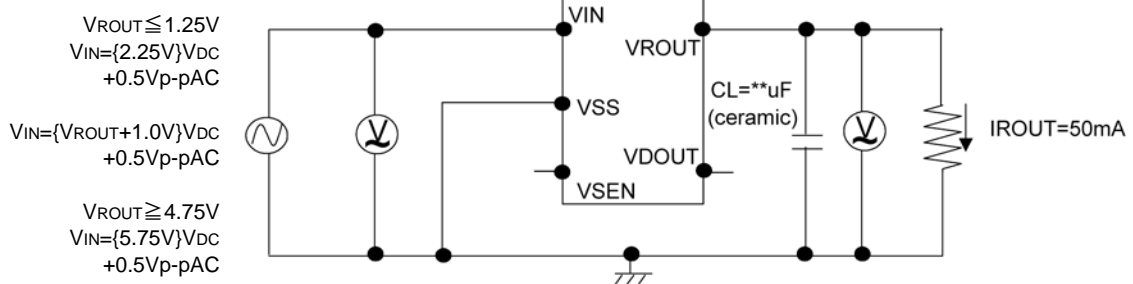 VROUT≦1.25V
VIN={2.25V}VDC
+0.5Vp-pAC
VIN={VROUT+1.0V}VDC
+0.5Vp-pAC
VROUT≧4.75V
VIN={5.75V}VDC
+0.5Vp-pAC
VIN
VROUT
VSS
VDOUT
VSEN
CL=**uF
(ceramic)
V
V
IROUT=50mA